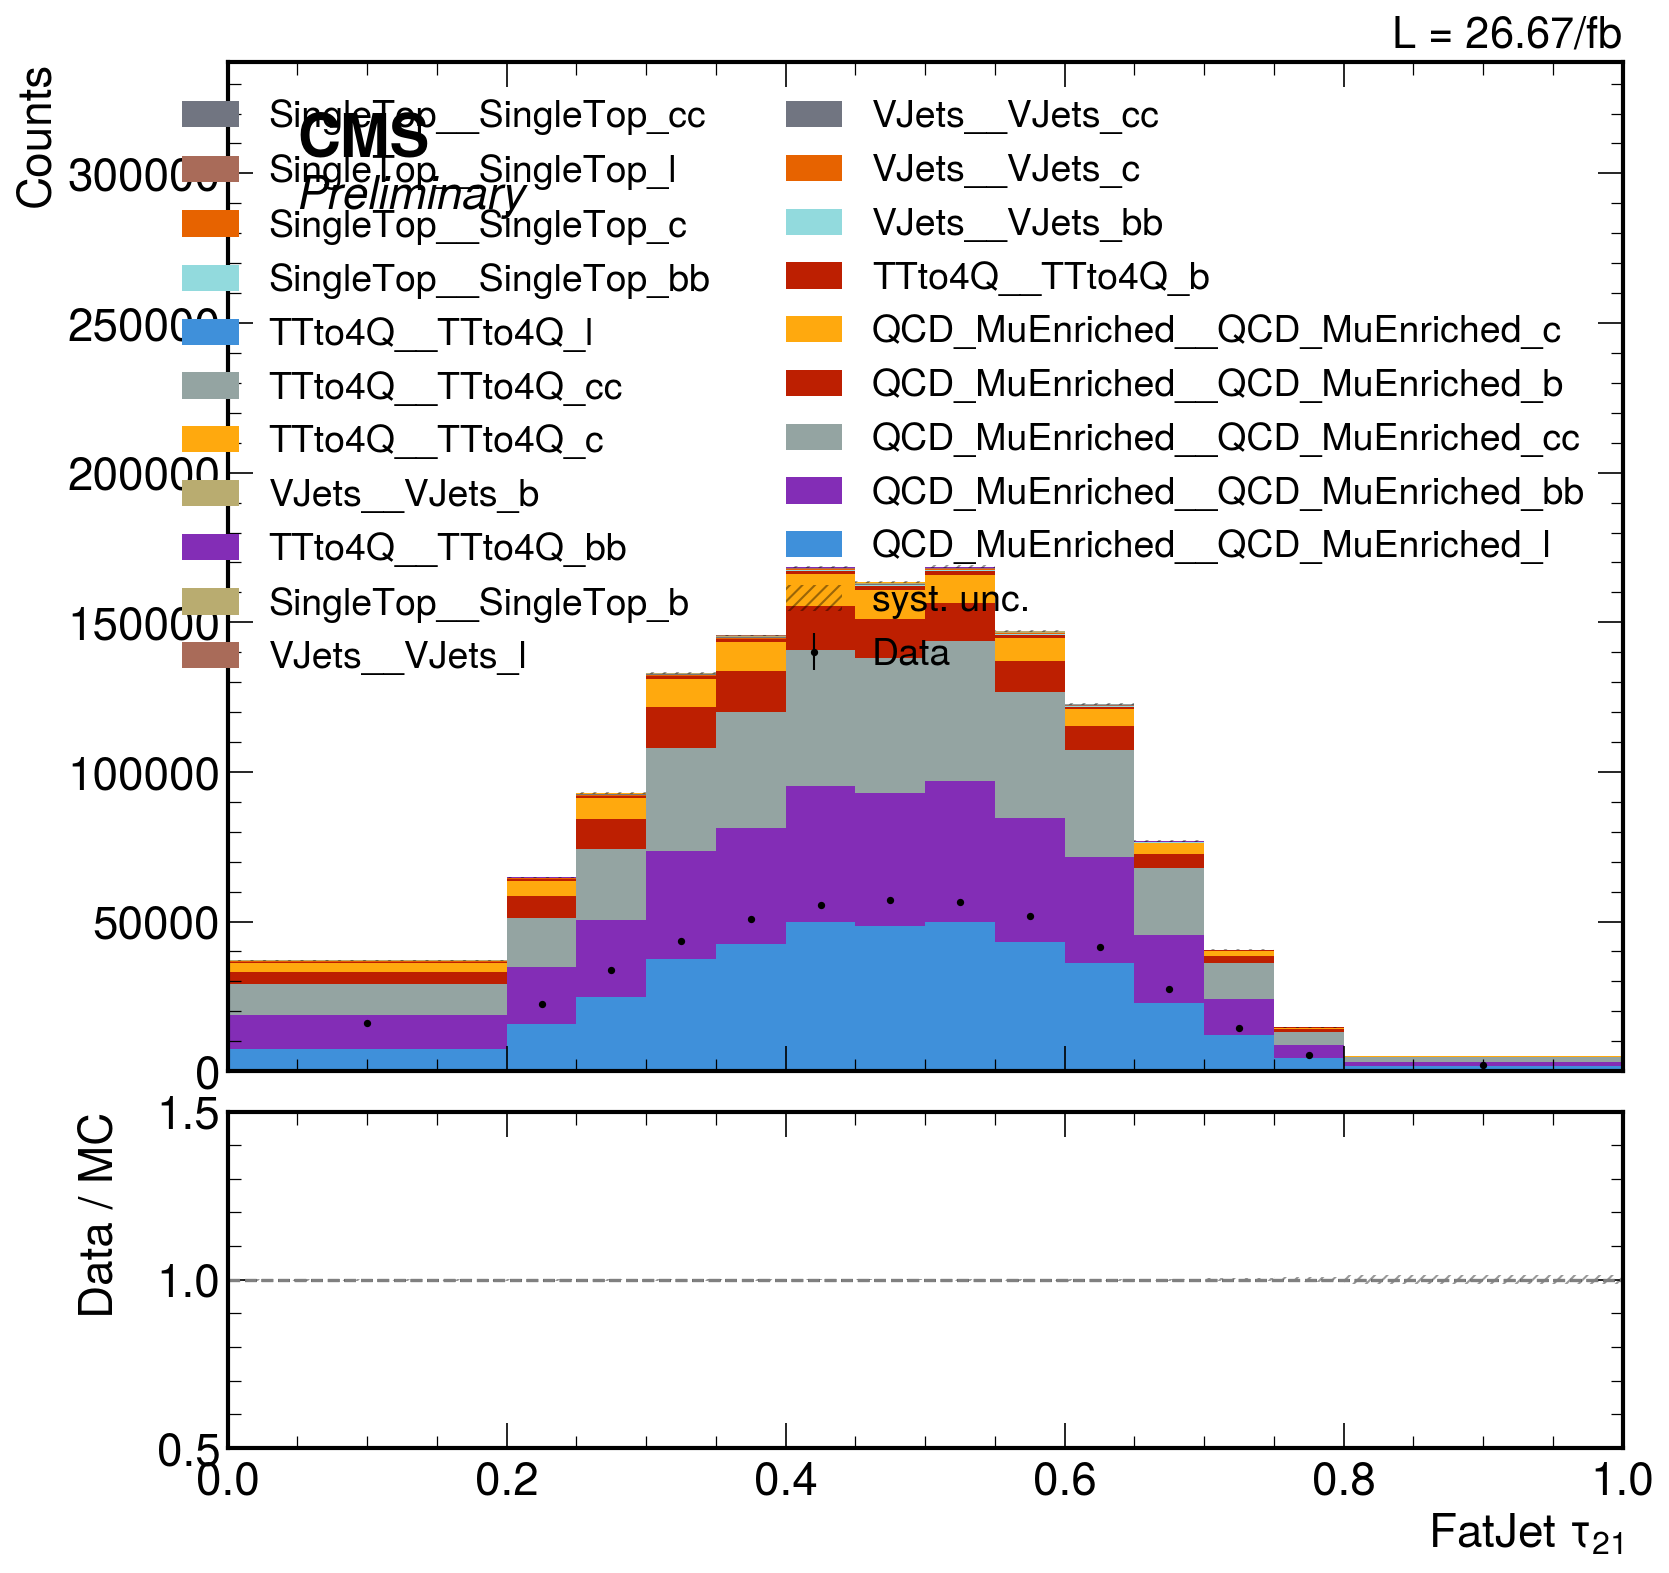 L = 26.67/fb
Counts
CMS
Preliminary
SingleTop__SingleTop_cc
SingleTop__SingleTop_l
SingleTop__SingleTop_c
SingleTop__SingleTop_bb
TTto4Q__TTto4Q_l
TTto4Q__TTto4Q_cc
TTto4Q__TTto4Q_c
VJets__VJets_b
TTto4Q__TTto4Q_bb
SingleTop__SingleTop_b
VJets__VJets_l
VJets__VJets_cc
VJets__VJets_c
VJets__VJets_bb
TTto4Q__TTto4Q_b
QCD_MuEnriched__QCD_MuEnriched_c
QCD_MuEnriched__QCD_MuEnriched_b
QCD_MuEnriched__QCD_MuEnriched_cc
QCD_MuEnriched__QCD_MuEnriched_bb
QCD_MuEnriched__QCD_MuEnriched_l
syst. unc.
Data
300000
250000
200000
150000
100000
50000
0
Data / MC
1.5
1.0
0.5
0.0 0.2 0.4 0.6 0.8 1.0
FatJet τ₂₁